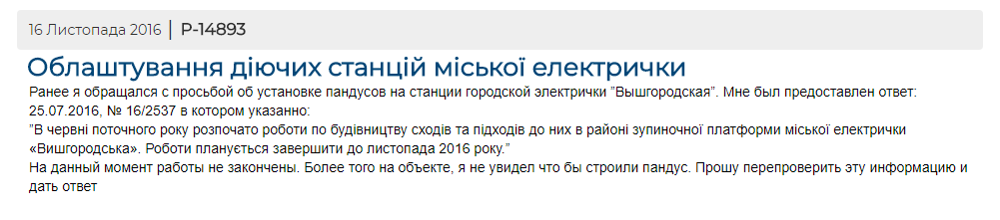 16 Листопада 2016 | P-14893
Облаштування діючих станцій міської електрички
Ранее я обращался с просьбой об установке пандусов на станции городской электрички ”Вышгородская”. Мне был предоставлен ответ:
25.07.2016, № 16/2537 в котором указанно:
”В червні поточного року розпочато роботи по будівництву сходів та підходів до них в районі зупиночної платформи міської електрички
«Вишгородська». Роботи планується завершити до листопада 2016 року.”
На данный момент работы не закончены. Более того на объекте, я не увидел что бы строили пандус. Прошу перепроверить эту информацию и
дать ответ